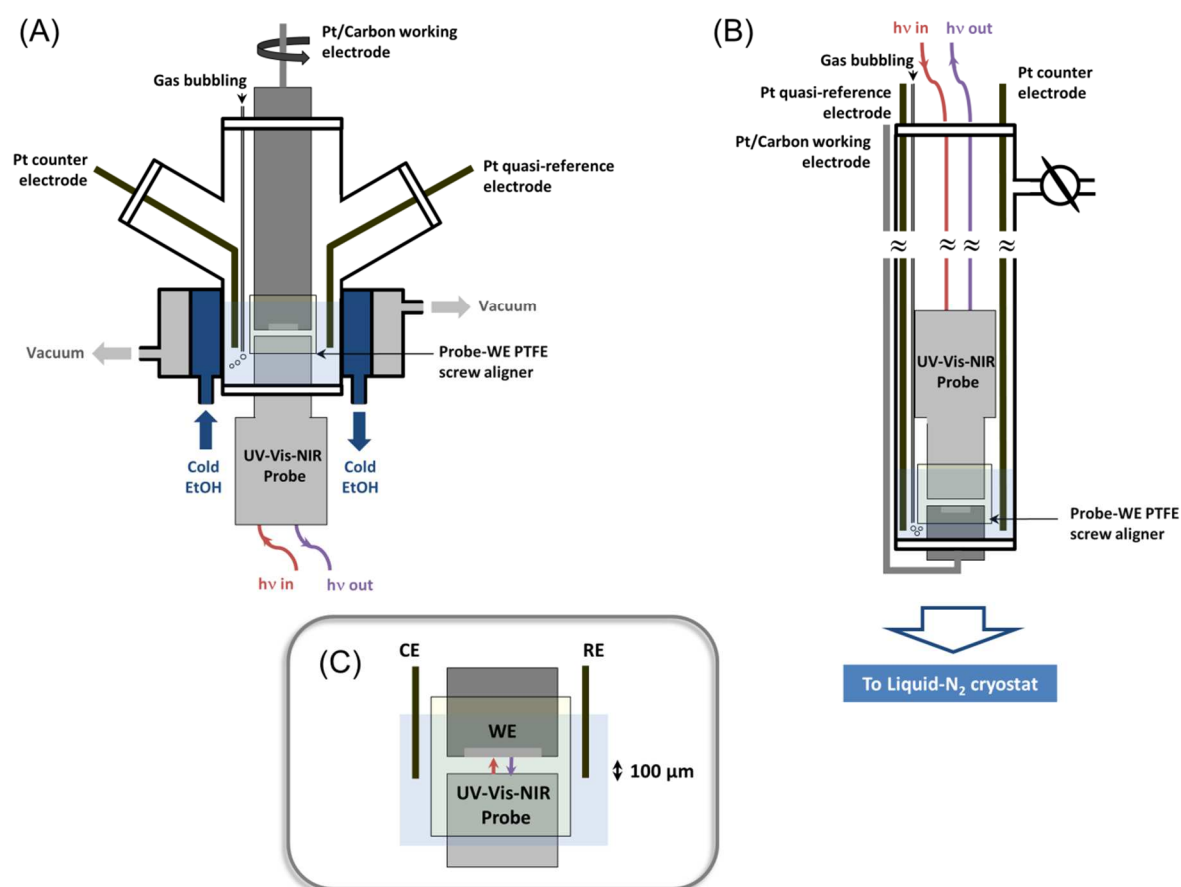 (A)
Pt/Carbon working
electrode
Gas bubbling
Pt counter
electrode
Pt quasi-reference
electrode
Vacuum
Vacuum
Probe-WE PTFE
screw aligner
Cold
EtOH
UV-Vis-NIR
Probe
Cold
EtOH
hν in
hν out
(B)
hν in
hν out
Gas bubbling
Pt quasi-reference
electrode
Pt counter
electrode
Pt/Carbon working
electrode
≈
≈ ≈
≈
UV-Vis-NIR
Probe
Probe-WE PTFE
screw aligner
To Liquid-N₂ cryostat
(C)
CE
RE
WE
100 µm
UV-Vis-NIR
Probe